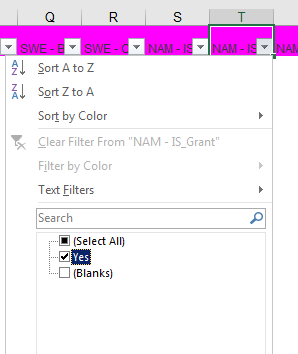 Q R S T
SWE - B SWE - C NAM - IS NAM - IS NAM
Sort A to Z
Sort Z to A
Sort by Color
Clear Filter From "NAM - IS_Grant"
Filter by Color
Text Filters
Search
(Select All)
Yes
(Blanks)